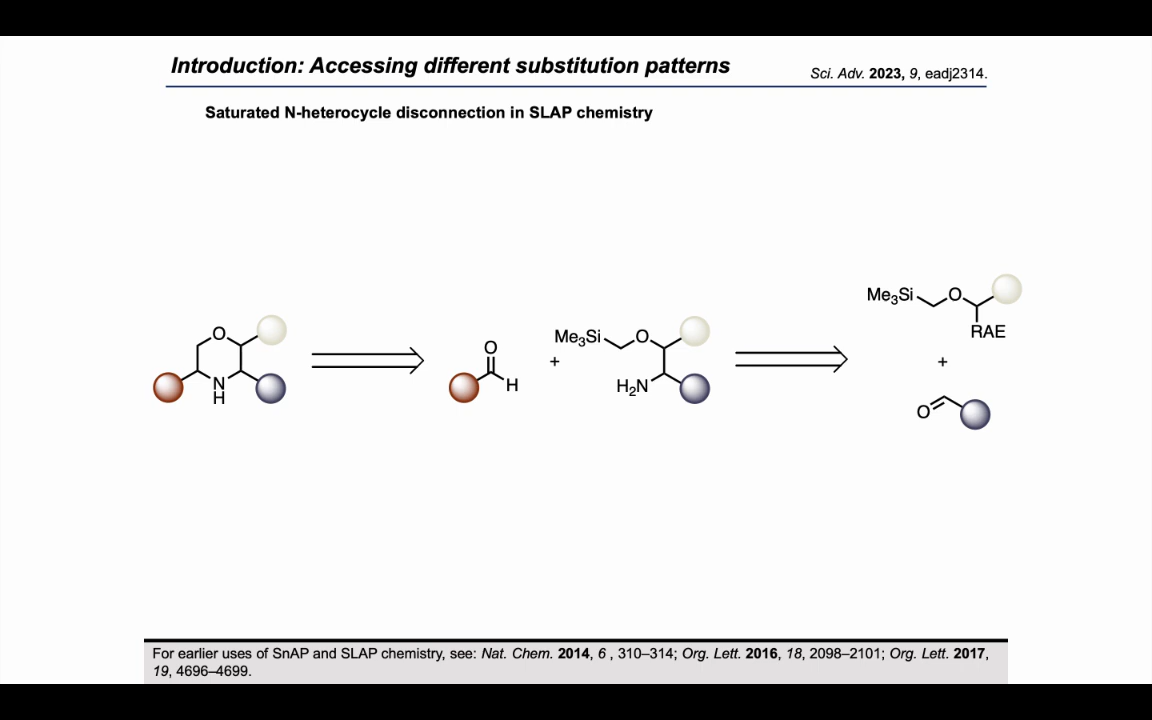 Introduction: Accessing different substitution patterns
Sci. Adv. 2023, 9, eadj2314.
Saturated N-heterocycle disconnection in SLAP chemistry
O
N
H
O
H
+
Me₃Si
O
H₂N
Me₃Si
O
RAE
+
O
For earlier uses of SnAP and SLAP chemistry, see: Nat. Chem. 2014, 6 , 310–314; Org. Lett. 2016, 18, 2098–2101; Org. Lett. 2017,
19, 4696–4699.